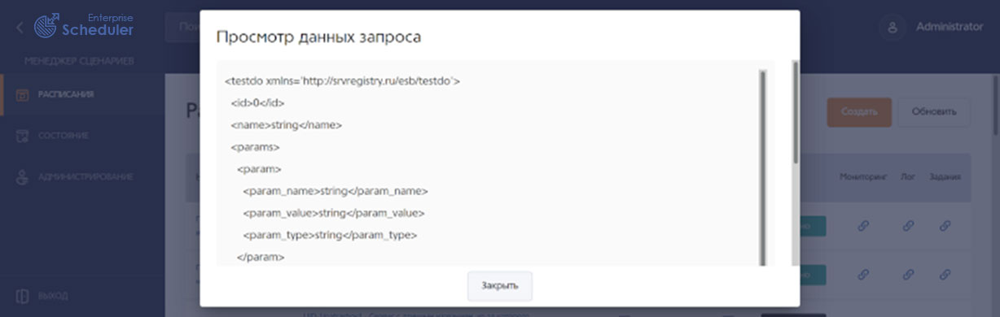 Enterprise
Scheduler
МЕНЕДЖЕР СЦЕНАРИЕВ
РАСПИСАНИЯ
СОСТОЯНИЕ
АДМИНИСТРИРОВАНИЕ
ВЫХОД
Administrator
Просмотр данных запроса
<testdo xmlns='http://srvregistry.ru/esb/testdo'>
<id>0</id>
<name>string</name>
<params>
<param>
<param_name>string</param_name>
<param_value>string</param_value>
<param_type>string</param_type>
</param>
Закрыть
Создать
Обновить
Мониторинг Лог Задания